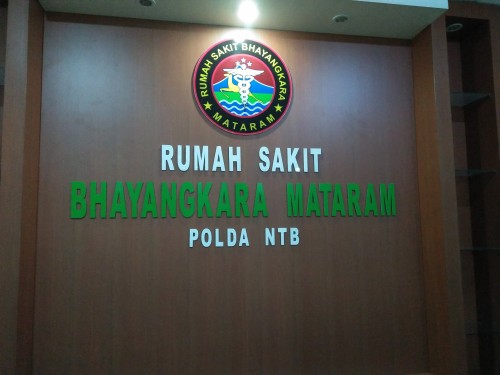 RUMAH SAKIT BHAYANGKARA
MATARAM
RUMAH SAKIT
BHAYANGKARA MATARAM
POLDA NTB